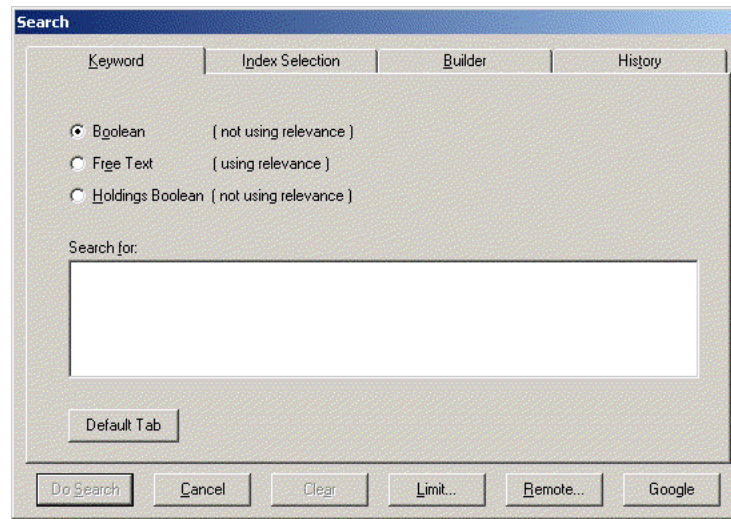 Search
Keyword Index Selection Builder History
Boolean ( not using relevance )
Free Text ( using relevance )
Holdings Boolean ( not using relevance )
Search for:
Default Tab
Do Search Cancel Clear Limit... Remote... Google